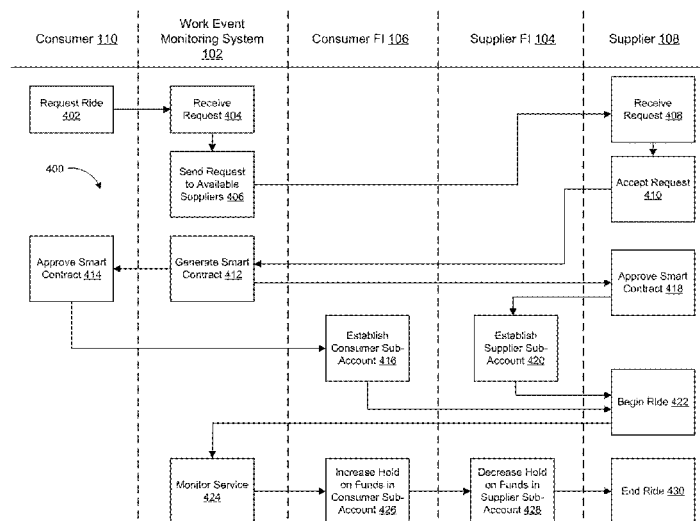 Consumer 110
Work Event
Monitoring System
102
Consumer FI 106
Supplier FI 104
Supplier 108
Request Ride
402
Receive
Request 404
Receive
Request 408
400
Send Request
to Available
Suppliers 406
Accept Request
410
Approve Smart
Contract 414
Generate Smart
Contract 412
Approve Smart
Contract 418
Establish
Consumer Sub-
Account 416
Establish
Supplier Sub-
Account 420
Begin Ride 422
Monitor Service
424
Increase Hold
on Funds in
Consumer Sub-
Account 426
Decrease Hold
on Funds in
Supplier Sub-
Account 428
End Ride 430